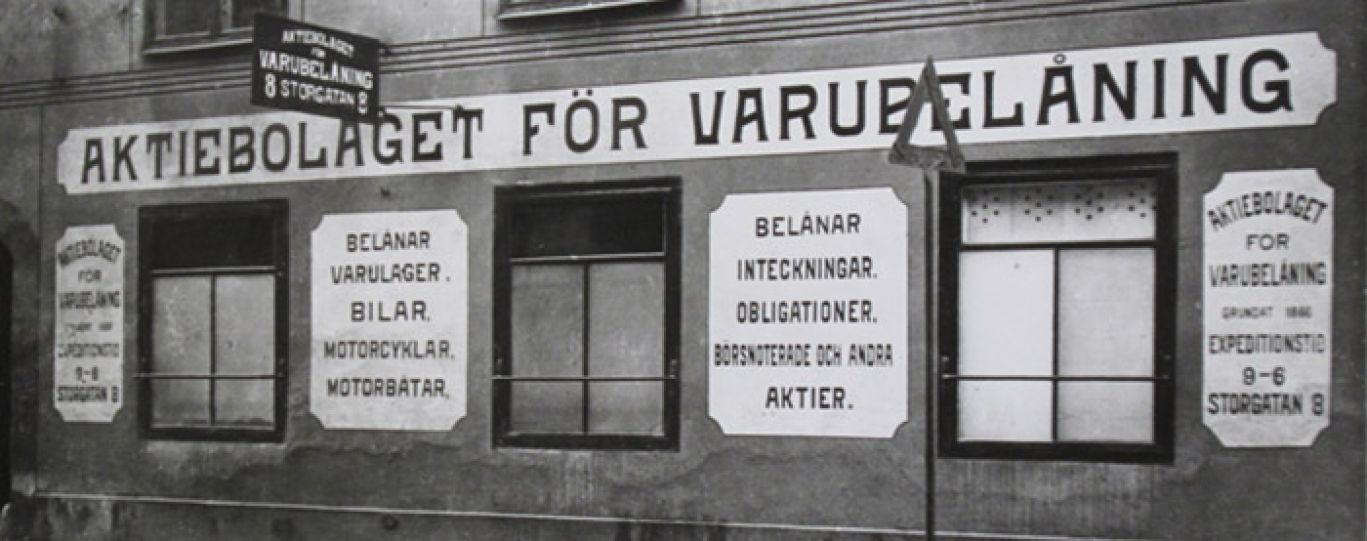 AKTIEBOLAGET
FÖR
VARUBELÅNING
8 STORGATAN 8
AKTIEBOLAGET FÖR VARUBELÅNING
AKTIEBOLAGET
FÖR
VARUBELÅNING
EXPEDITIONSTID
9-6
STORGATAN 8
BELÅNAR
VARULAGER.
BILAR.
MOTORCYKLAR.
MOTORBÅTAR.
BELÅNAR
INTECKNINGAR.
OBLIGATIONER.
BÖRSNOTERADE OCH ANDRA
AKTIER.
AKTIEBOLAGET
FÖR
VARUBELÅNING
GRUNDAT 1886
EXPEDITIONSTID
9-6
STORGATAN 8